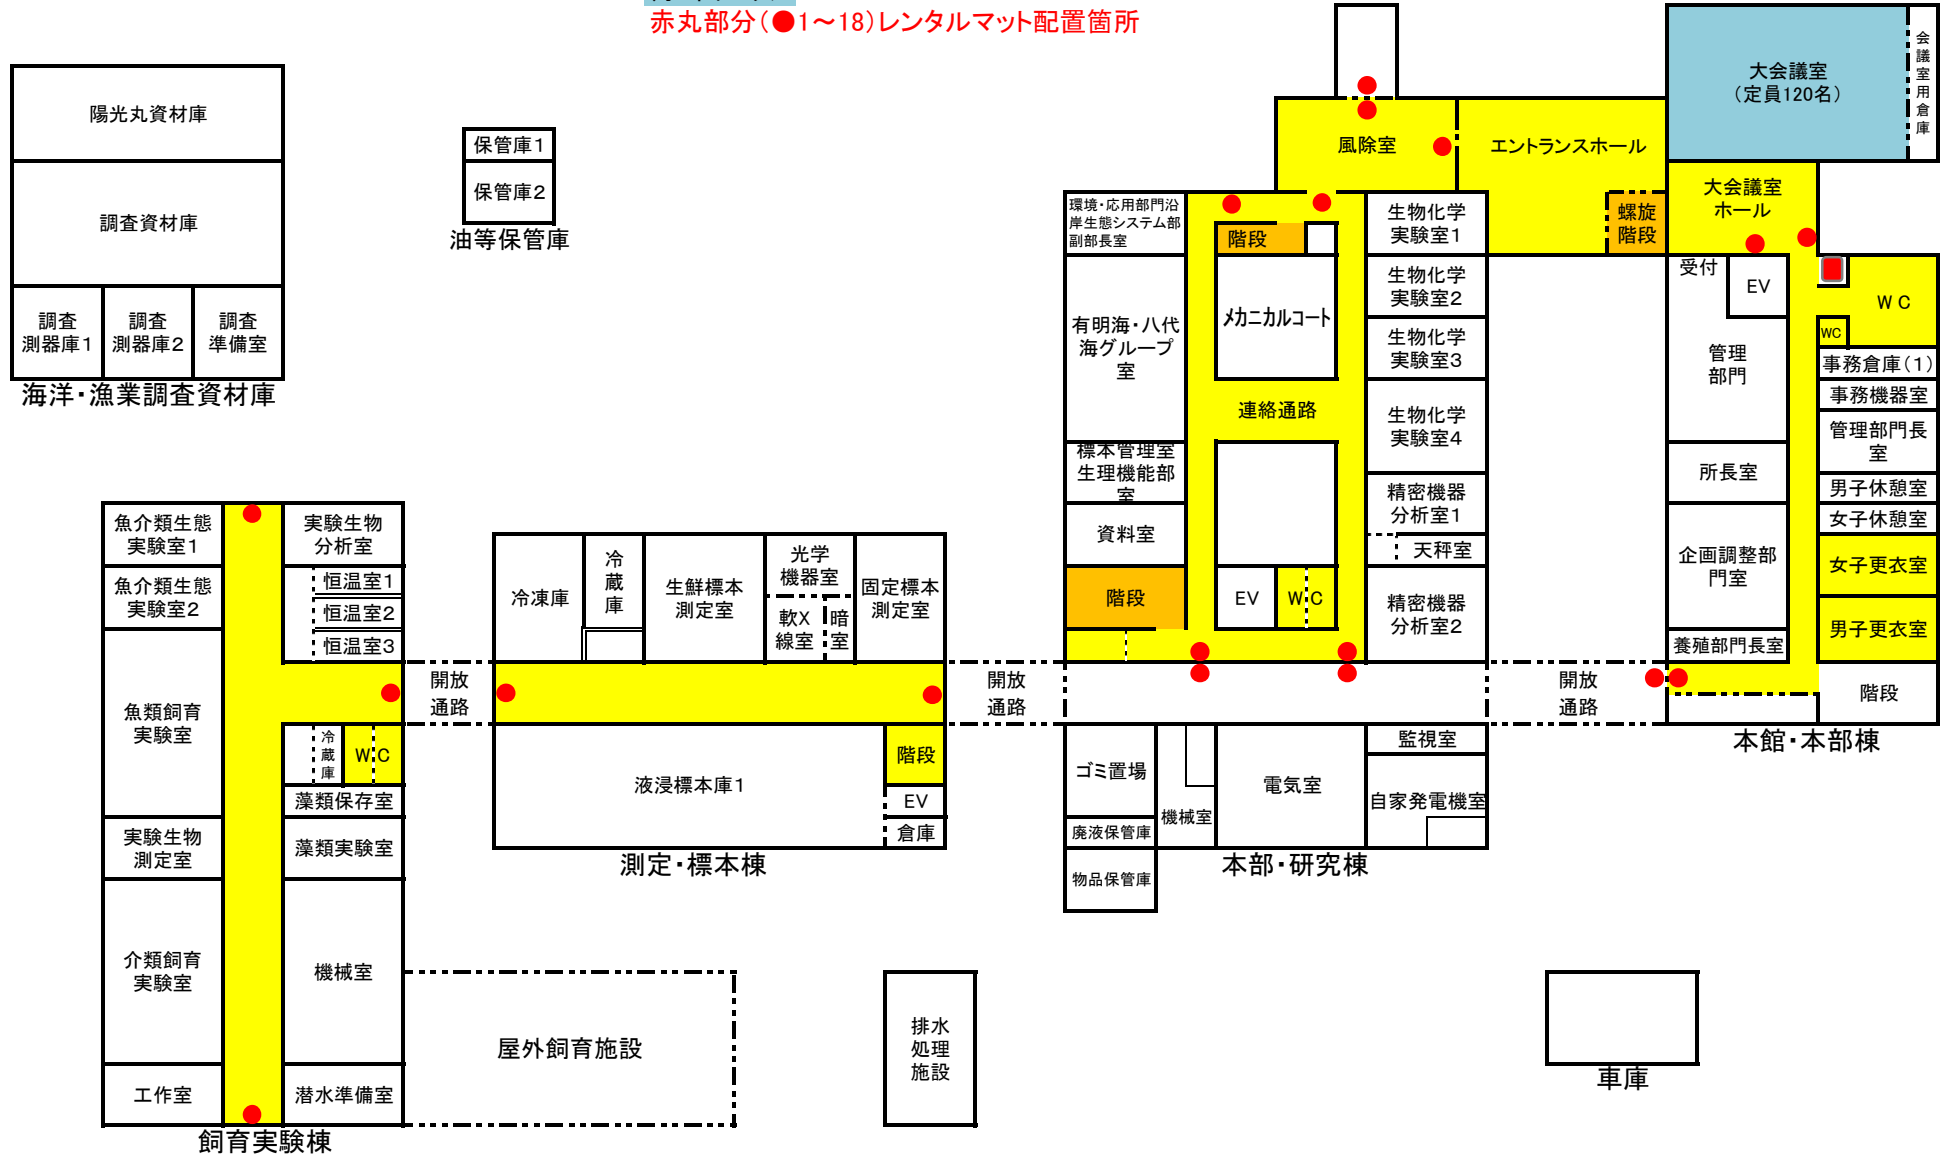 赤丸部分(●1～18)レンタルマット配置箇所
陽光丸資材庫
調査資材庫
調査
測器庫1
調査
測器庫2
調査
準備室
海洋・漁業調査資材庫
保管庫1
保管庫2
油等保管庫
風除室
エントランスホール
大会議室
(定員120名)
会議室用倉庫
大会議室
ホール
螺旋
階段
環境・応用部門沿
岸生態システム部
副部長室
階段
生物化学
実験室1
有明海・八代
海グループ
室
メカニカルコート
生物化学
実験室2
生物化学
実験室3
連絡通路
生物化学
実験室4
標本管理室
生理機能部
室
精密機器
分析室1
資料室
天秤室
階段
EV
WC
精密機器
分析室2
受付
EV
WC
WC
管理
部門
事務倉庫(1)
事務機器室
管理部門長
室
所長室
男子休憩室
女子休憩室
企画調整部
門室
女子更衣室
男子更衣室
養殖部門長室
階段
本館・本部棟
開放
通路
開放
通路
開放
通路
ゴミ置場
機械室
電気室
監視室
自家発電機室
廃液保管庫
物品保管庫
本部・研究棟
冷凍庫
冷蔵庫
生鮮標本
測定室
光学
機器室
軟X
線室
暗室
固定標本
測定室
液浸標本庫1
階段
EV
倉庫
測定・標本棟
魚介類生態
実験室1
実験生物
分析室
魚介類生態
実験室2
恒温室1
恒温室2
恒温室3
魚類飼育
実験室
冷蔵庫
WC
藻類保存室
実験生物
測定室
藻類実験室
介類飼育
実験室
機械室
工作室
潜水準備室
飼育実験棟
屋外飼育施設
排水
処理
施設
車庫